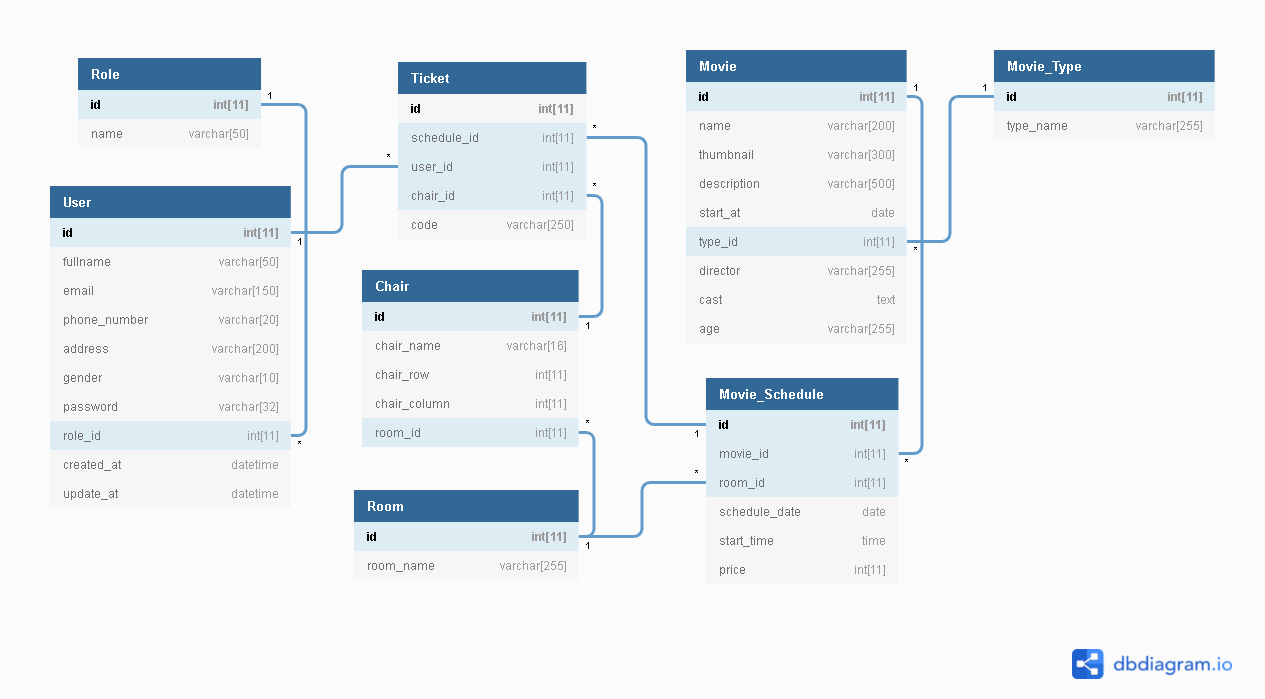 Role
id int[11]
name varchar[50]
1
User
id int[11]
fullname varchar[50]
email varchar[150]
phone_number varchar[20]
address varchar[200]
gender varchar[10]
password varchar[32]
role_id int[11]
created_at datetime
update_at datetime
1
*
Ticket
id int[11]
schedule_id int[11]
user_id int[11]
chair_id int[11]
code varchar[250]
*
*
*
Chair
id int[11]
chair_name varchar[16]
chair_row int[11]
chair_column int[11]
room_id int[11]
1
*
Room
id int[11]
room_name varchar[255]
1
Movie
id int[11]
name varchar[200]
thumbnail varchar[300]
description varchar[500]
start_at date
type_id int[11]
director varchar[255]
cast text
age varchar[255]
1
*
Movie_Schedule
id int[11]
movie_id int[11]
room_id int[11]
schedule_date date
start_time time
price int[11]
1
*
*
Movie_Type
id int[11]
type_name varchar[255]
1
dbdiagram.io